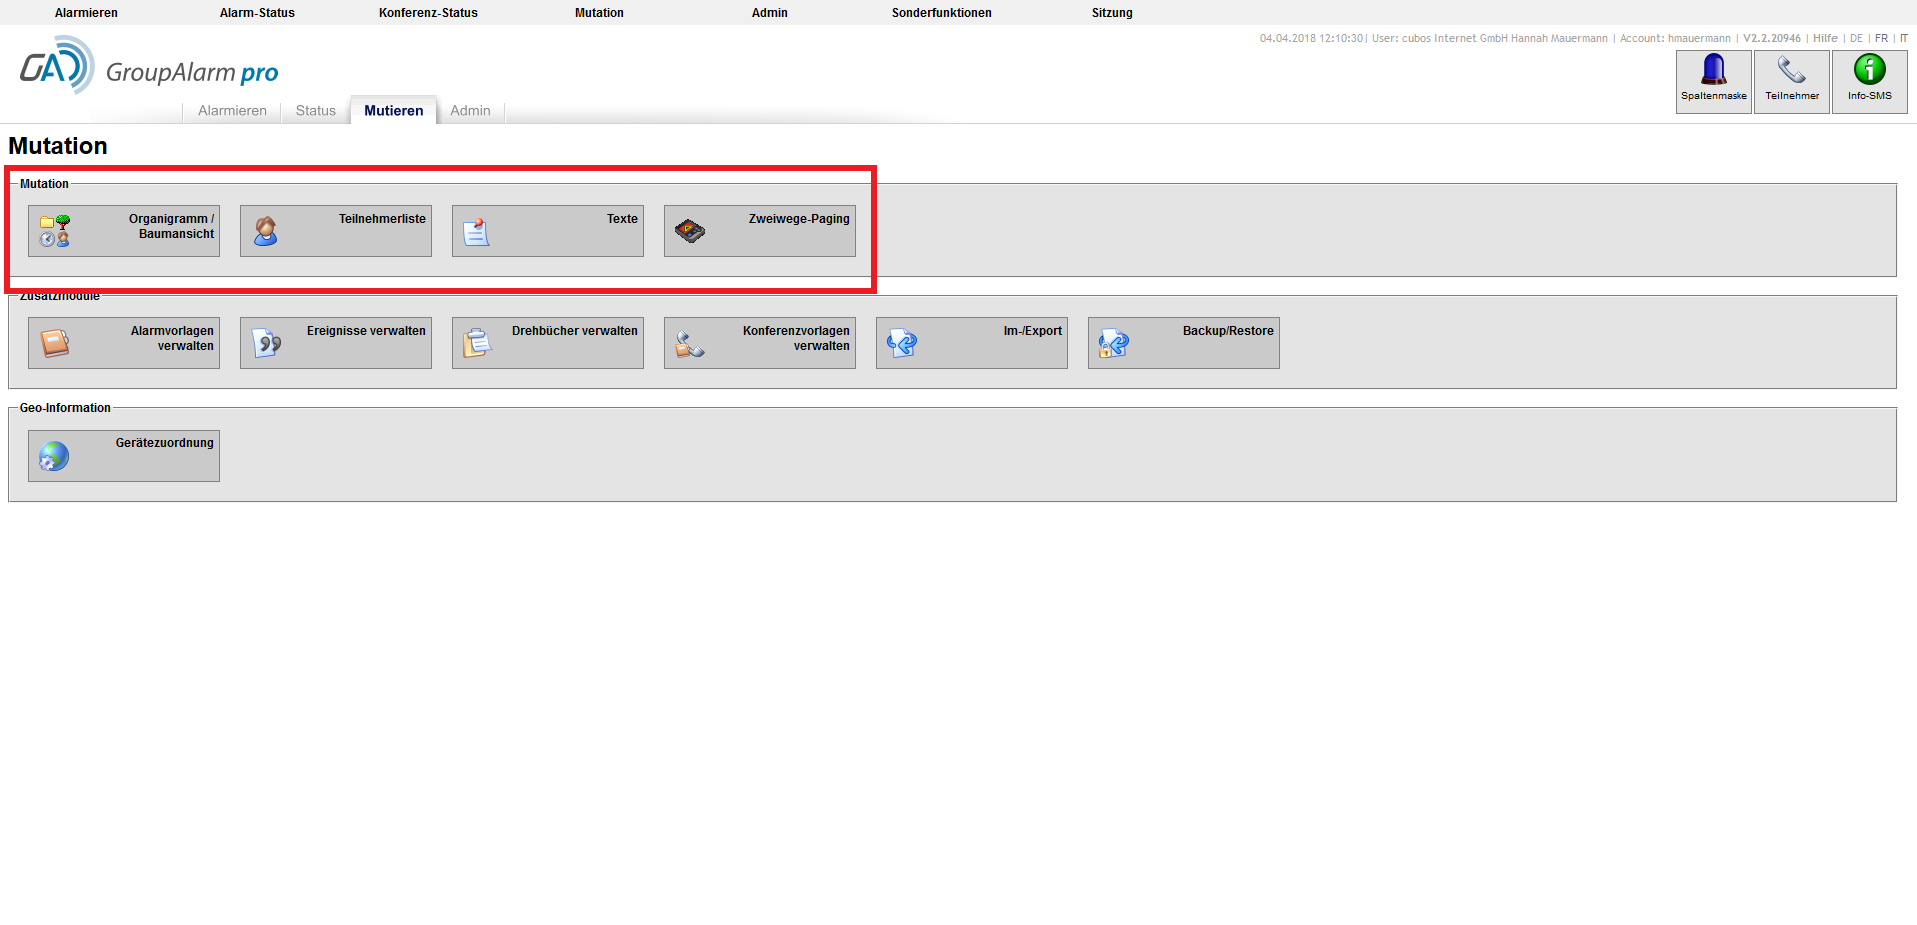 Alarmieren Alarm-Status Konferenz-Status Mutation Admin Sonderfunktionen Sitzung
04.04.2018 12:10:30| User: cubos Internet GmbH Hannah Mauermann | Account: hmauermann | V2.2.20946 | Hilfe | DE | FR | IT
GA GroupAlarm pro
Spaltenmaske Teilnehmer Info-SMS
Alarmieren Status Mutieren Admin
Mutation
Mutation
Organigramm /
Baumansicht
Teilnehmerliste
Texte
Zweiwege-Paging
Zusatzmodule
Alarmvorlagen
verwalten
Ereignisse verwalten
Drehbücher verwalten
Konferenzvorlagen
verwalten
Im-/Export
Backup/Restore
Geo-Information
Gerätezuordnung